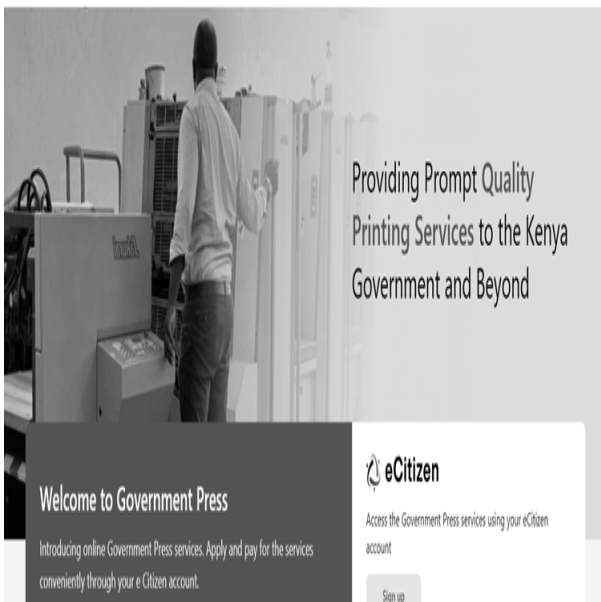 Providing Prompt Quality
Printing Services to the Kenya
Government and Beyond
eCitizen
Welcome to Government Press
Access the Government Press services using your eCitizen
account
Introducing online Government Press services. Apply and pay for the services
conveniently through your e Citizen account.
Sign up